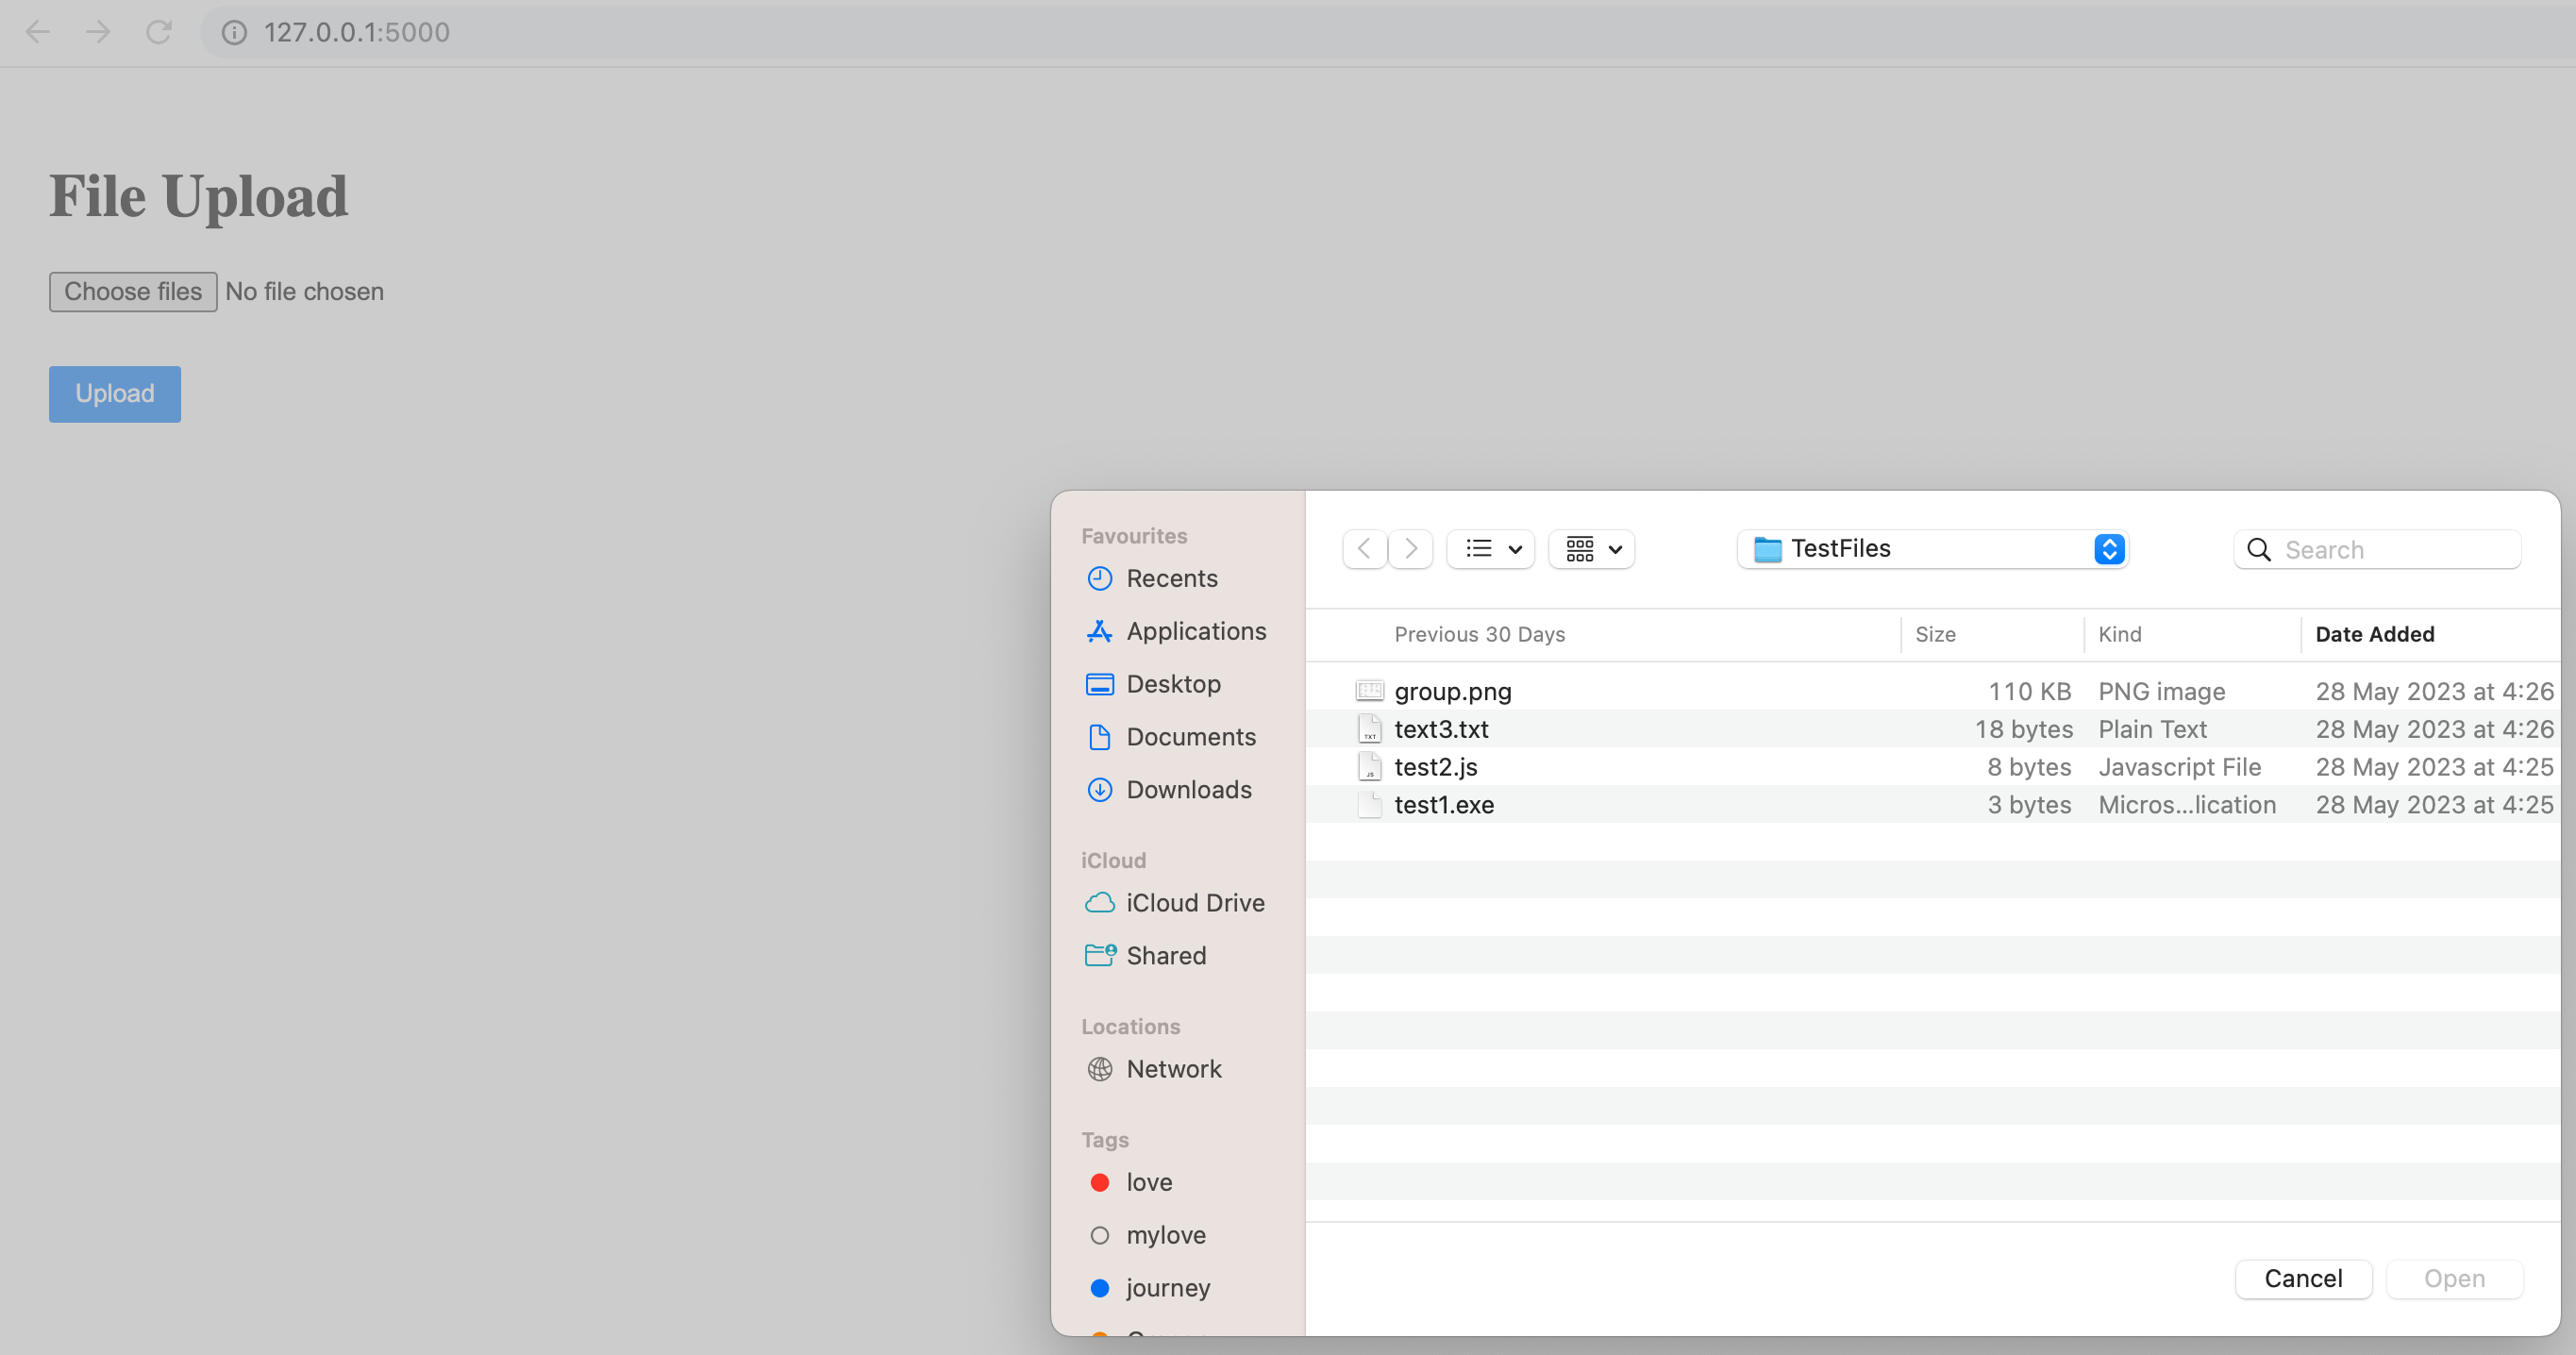 127.0.0.1:5000
File Upload
Choose files No file chosen
Upload
Favourites
Recents
Applications
Desktop
Documents
Downloads
iCloud
iCloud Drive
Shared
Locations
Network
Tags
love
mylove
journey
TestFiles
Search
Previous 30 Days Size Kind Date Added
group.png 110 KB PNG image 28 May 2023 at 4:26
TXT text3.txt 18 bytes Plain Text 28 May 2023 at 4:26
JS test2.js 8 bytes Javascript File 28 May 2023 at 4:25
test1.exe 3 bytes Micros...lication 28 May 2023 at 4:25
Cancel Open